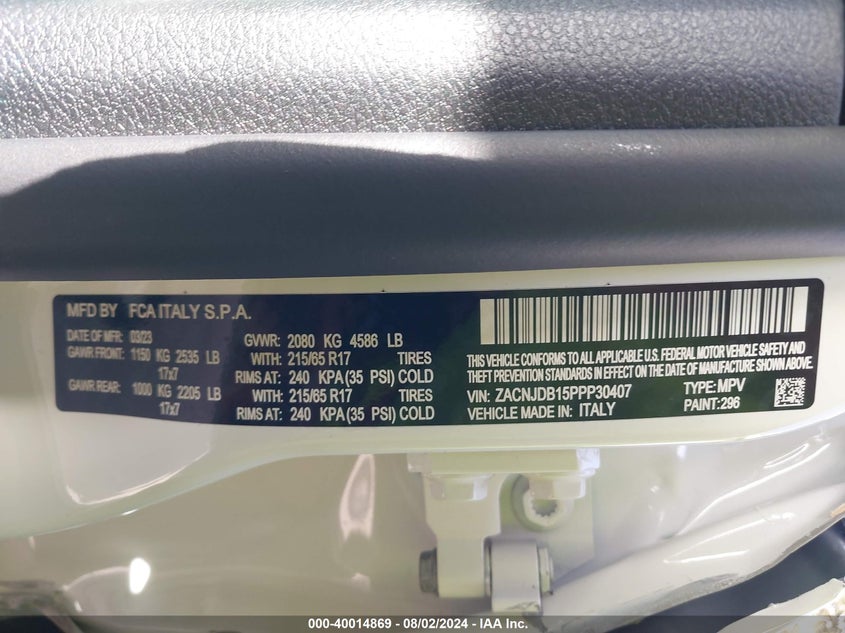 MFD BY FCA ITALY S.P.A.
DATE OF MFR: 03/23 GVWR: 2080 KG 4586 LB
GAWR FRONT: 1150 KG 2535 LB WITH: 215/65 R17 TIRES
17x7 RIMS AT: 240 KPA(35 PSI) COLD
GAWR REAR: 1000 KG 2205 LB WITH: 215/65 R17 TIRES
17x7 RIMS AT: 240 KPA(35 PSI) COLD
THIS VEHICLE CONFORMS TO ALL APPLICABLE U.S. FEDERAL MOTOR VEHICLE SAFETY AND
THEFT PREVENTION STANDARDS IN EFFECT ON THE DATE OF MANUFACTURE SHOWN ABOVE.
VIN: ZACNJDB15PPP30407 TYPE: MPV
VEHICLE MADE IN: ITALY PAINT: 296
000-40014869 - 08/02/2024 - IAA Inc.